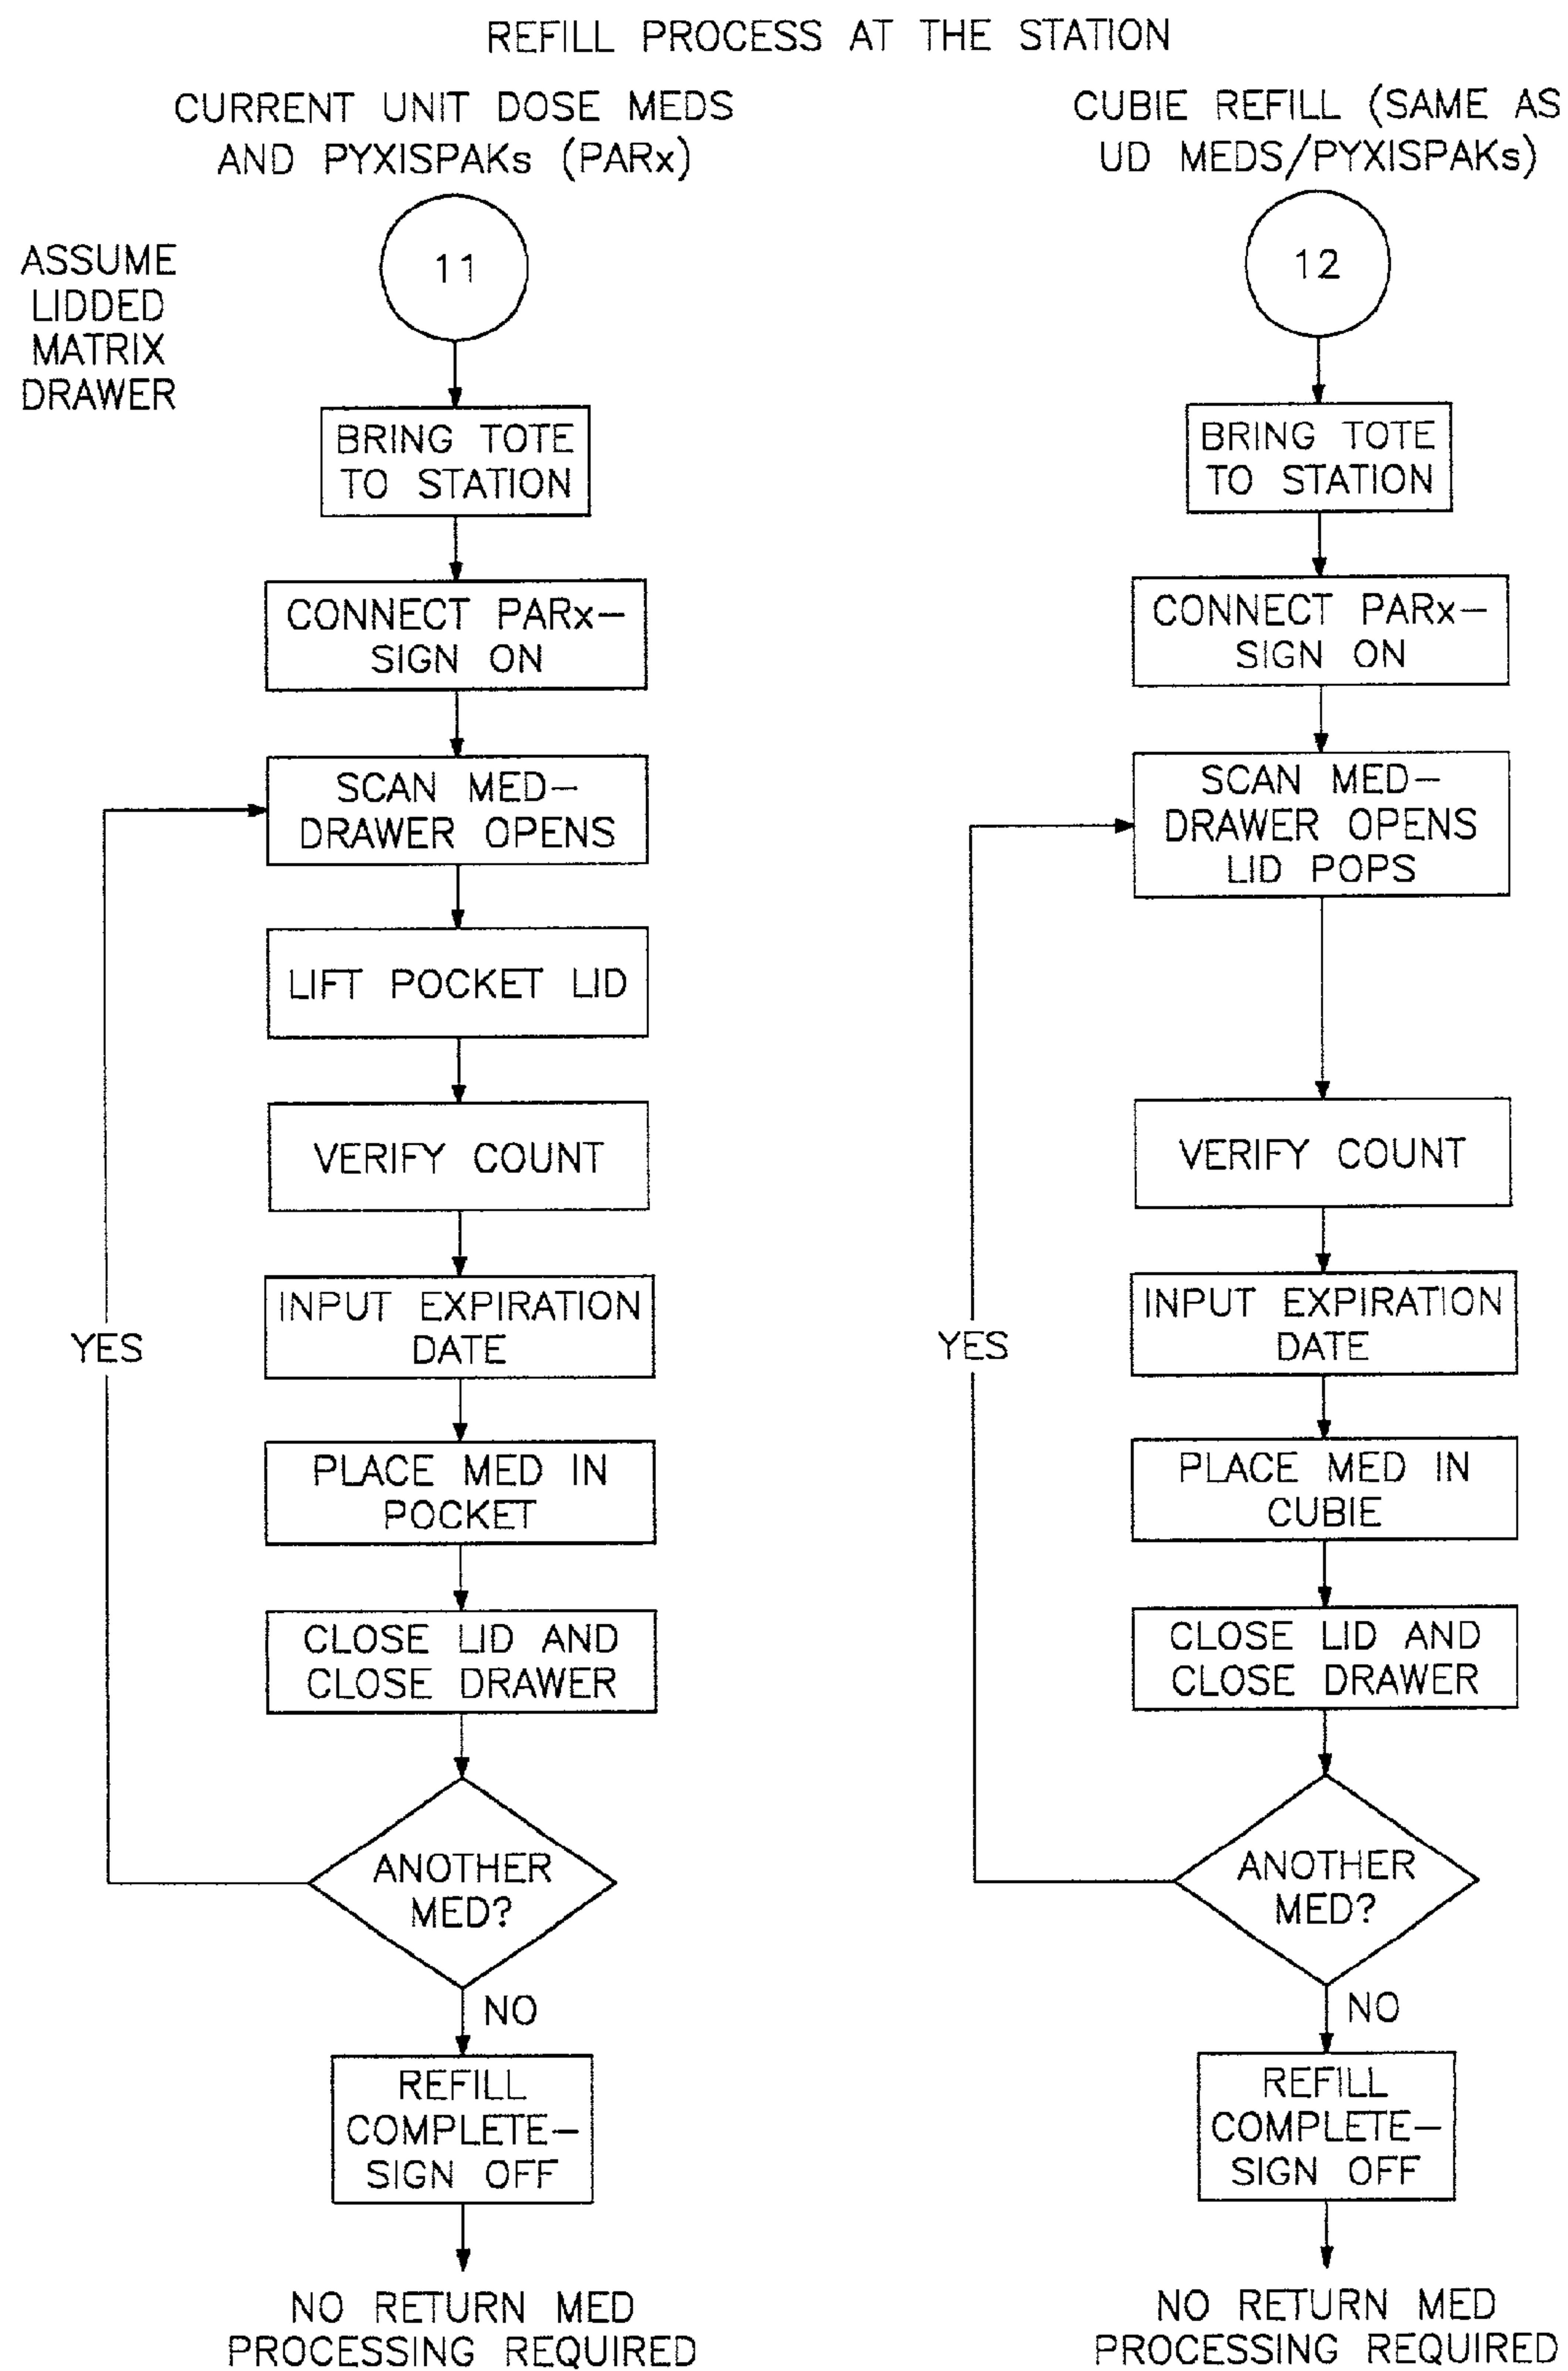 REFILL PROCESS AT THE STATION
CURRENT UNIT DOSE MEDS
AND PYXISPAKs (PARx)
ASSUME
LIDDED
MATRIX
DRAWER
11
BRING TOTE
TO STATION
CONNECT PARx–
SIGN ON
SCAN MED–
DRAWER OPENS
LIFT POCKET LID
VERIFY COUNT
INPUT EXPIRATION
DATE
YES
PLACE MED IN
POCKET
CLOSE LID AND
CLOSE DRAWER
ANOTHER
MED?
NO
REFILL
COMPLETE–
SIGN OFF
NO RETURN MED
PROCESSING REQUIRED
CUBIE REFILL (SAME AS
UD MEDS/PYXISPAKs)
12
BRING TOTE
TO STATION
CONNECT PARx–
SIGN ON
SCAN MED–
DRAWER OPENS
LID POPS
VERIFY COUNT
INPUT EXPIRATION
DATE
YES
PLACE MED IN
CUBIE
CLOSE LID AND
CLOSE DRAWER
ANOTHER
MED?
NO
REFILL
COMPLETE–
SIGN OFF
NO RETURN MED
PROCESSING REQUIRED